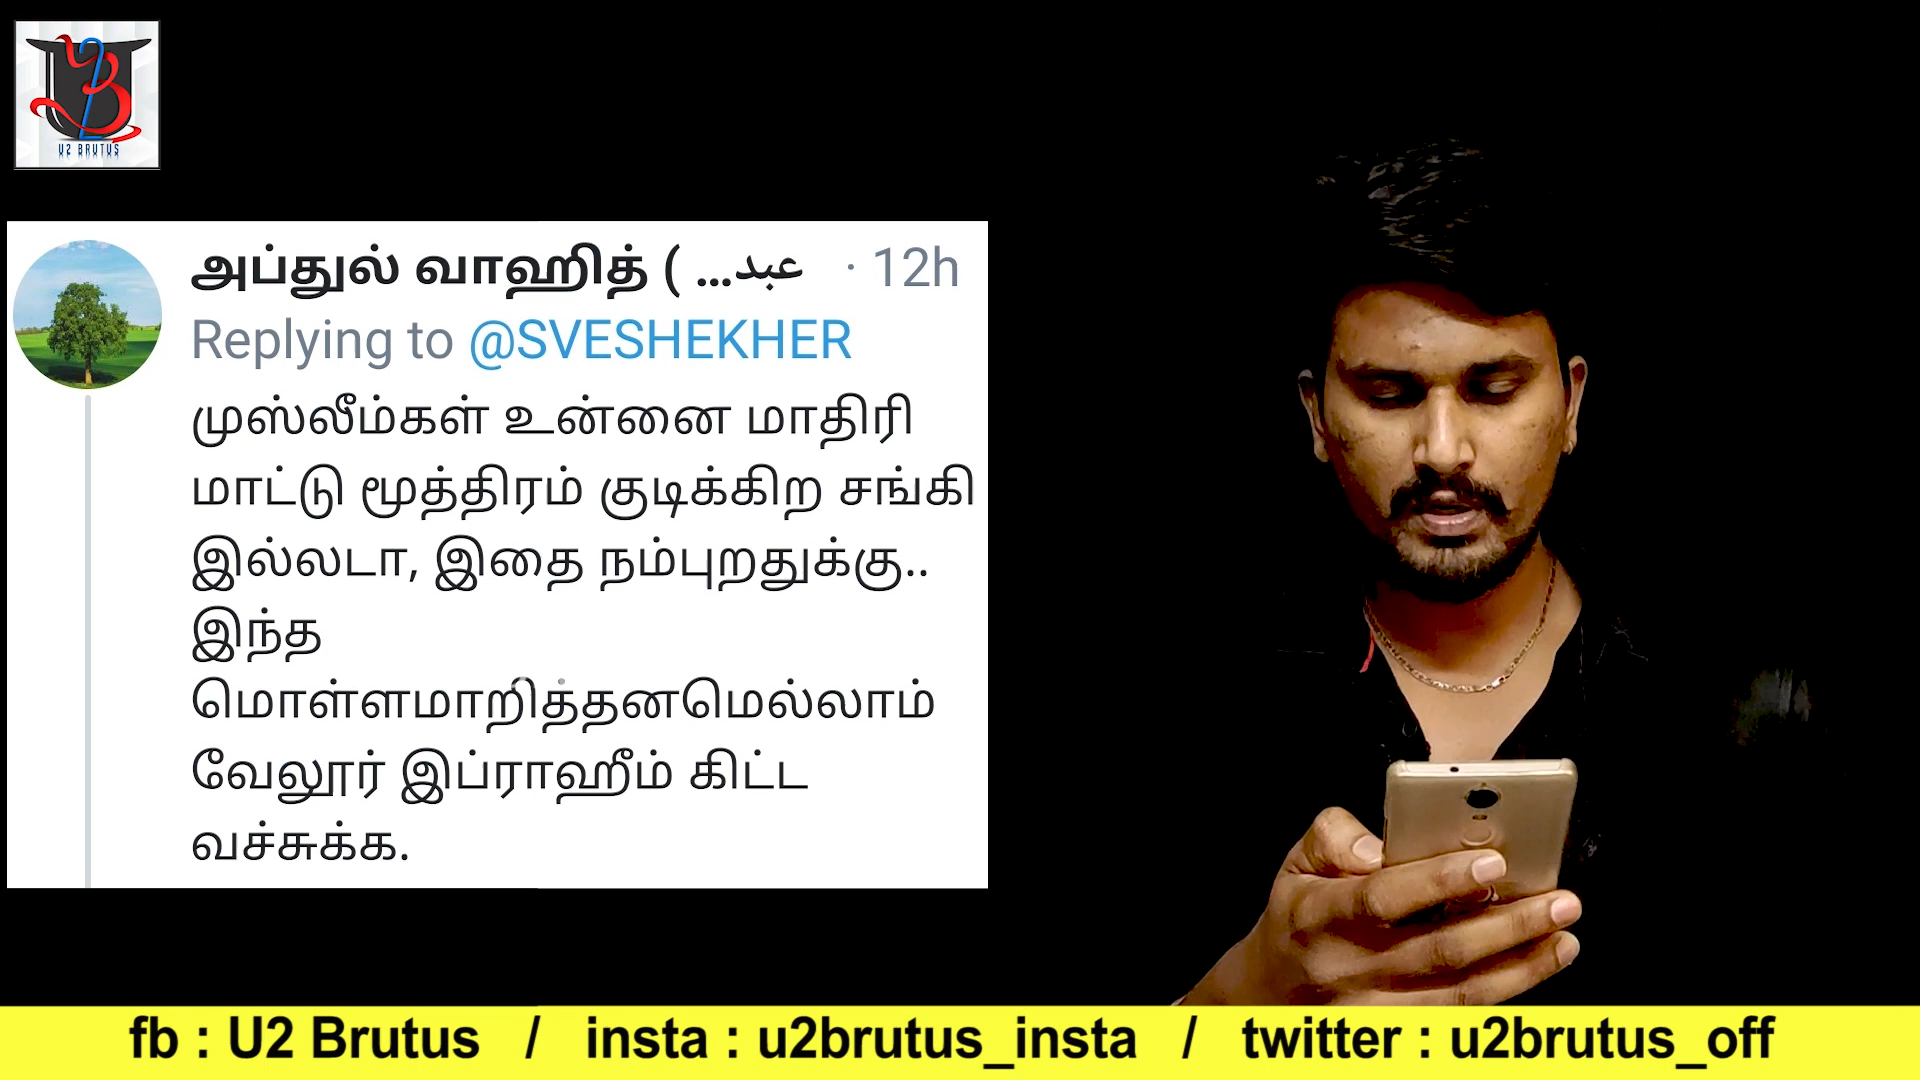 U2 BRUTUS
அப்துல் வாஹித் ( ...عبد · 12h
Replying to @SVESHEKHER
முஸ்லீம்கள் உன்னை மாதிரி
மாட்டு மூத்திரம் குடிக்கிற சங்கி
இல்லடா, இதை நம்புறதுக்கு..
இந்த
மொள்ளமாறித்தனமெல்லாம்
வேலூர் இப்ராஹீம் கிட்ட
வச்சுக்க.
fb : U2 Brutus / insta : u2brutus_insta / twitter : u2brutus_off